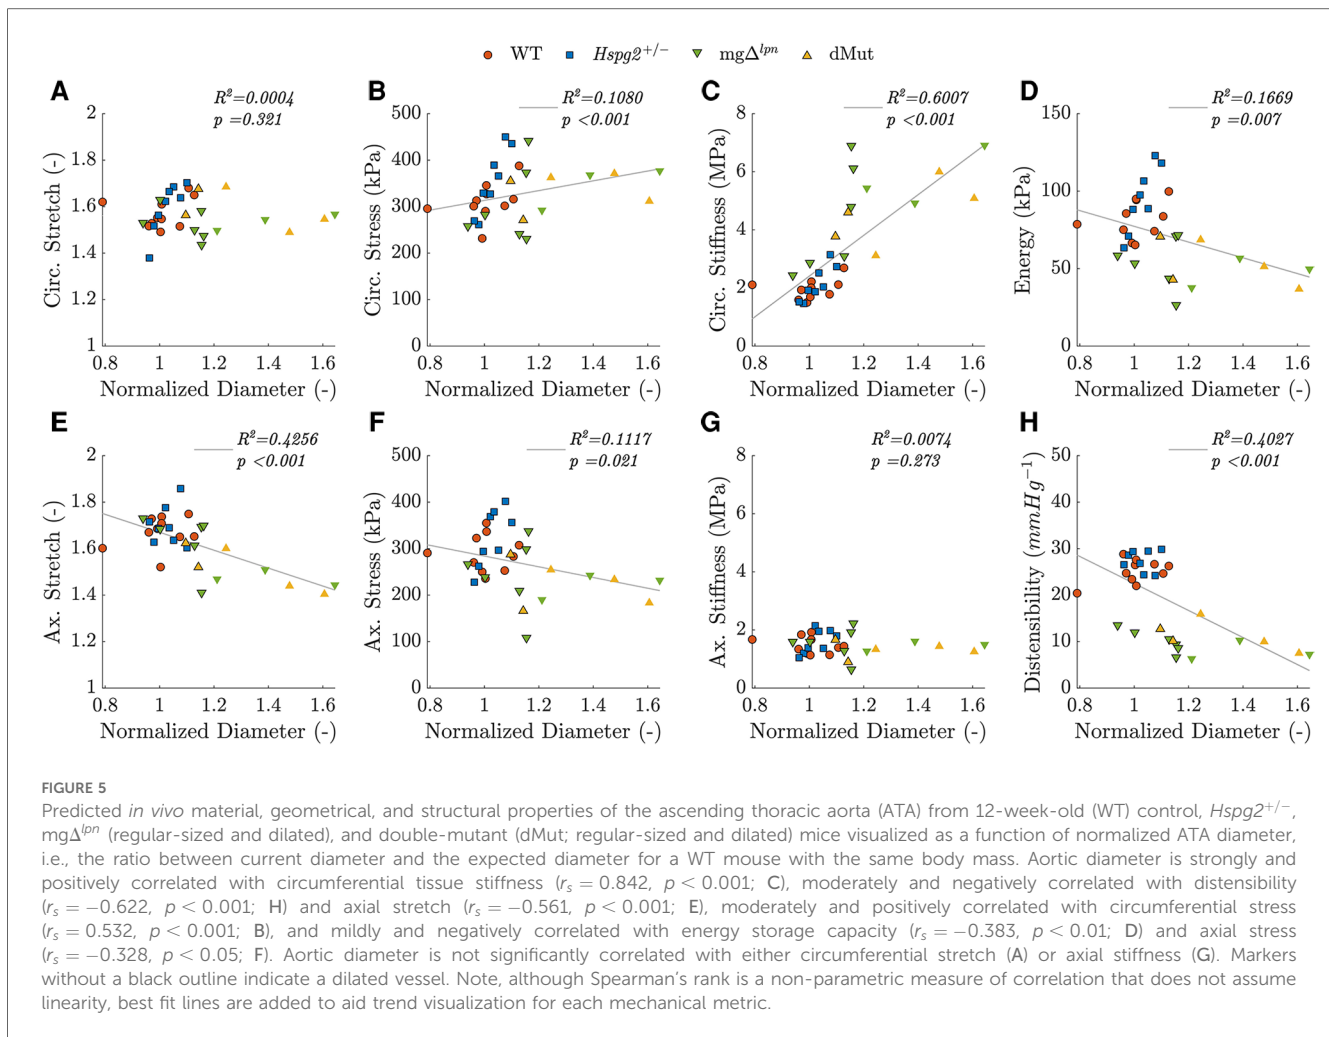 WT Hspg2+/− mgΔlpn dMut
A
R²=0.0004
p =0.321
2
1.8
1.6
1.4
1.2
1
Circ. Stretch (-)
0.8 1 1.2 1.4 1.6
Normalized Diameter (-)
B
R²=0.1080
p <0.001
500
400
300
200
100
0
Circ. Stress (kPa)
0.8 1 1.2 1.4 1.6
Normalized Diameter (-)
C
R²=0.6007
p <0.001
8
6
4
2
0
Circ. Stiffness (MPa)
0.8 1 1.2 1.4 1.6
Normalized Diameter (-)
D
R²=0.1669
p =0.007
150
100
50
0
Energy (kPa)
0.8 1 1.2 1.4 1.6
Normalized Diameter (-)
E
R²=0.4256
p <0.001
2
1.8
1.6
1.4
1.2
1
Ax. Stretch (-)
0.8 1 1.2 1.4 1.6
Normalized Diameter (-)
F
R²=0.1117
p =0.021
500
400
300
200
100
0
Ax. Stress (kPa)
0.8 1 1.2 1.4 1.6
Normalized Diameter (-)
G
R²=0.0074
p =0.273
8
6
4
2
0
Ax. Stiffness (MPa)
0.8 1 1.2 1.4 1.6
Normalized Diameter (-)
H
R²=0.4027
p <0.001
50
40
30
20
10
0
Distensibility (mmHg−1)
0.8 1 1.2 1.4 1.6
Normalized Diameter (-)
FIGURE 5
Predicted in vivo material, geometrical, and structural properties of the ascending thoracic aorta (ATA) from 12-week-old (WT) control, Hspg2+/−,
mgΔlpn (regular-sized and dilated), and double-mutant (dMut; regular-sized and dilated) mice visualized as a function of normalized ATA diameter,
i.e., the ratio between current diameter and the expected diameter for a WT mouse with the same body mass. Aortic diameter is strongly and
positively correlated with circumferential tissue stiffness (rs = 0.842, p < 0.001; C), moderately and negatively correlated with distensibility
(rs = −0.622, p < 0.001; H) and axial stretch (rs = −0.561, p < 0.001; E), moderately and positively correlated with circumferential stress
(rs = 0.532, p < 0.001; B), and mildly and negatively correlated with energy storage capacity (rs = −0.383, p < 0.01; D) and axial stress
(rs = −0.328, p < 0.05; F). Aortic diameter is not significantly correlated with either circumferential stretch (A) or axial stiffness (G). Markers
without a black outline indicate a dilated vessel. Note, although Spearman's rank is a non-parametric measure of correlation that does not assume
linearity, best fit lines are added to aid trend visualization for each mechanical metric.